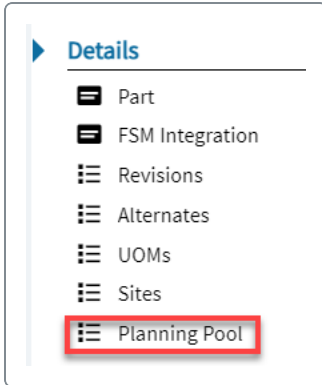 Details
Part
FSM Integration
Revisions
Alternates
UOMs
Sites
Planning Pool